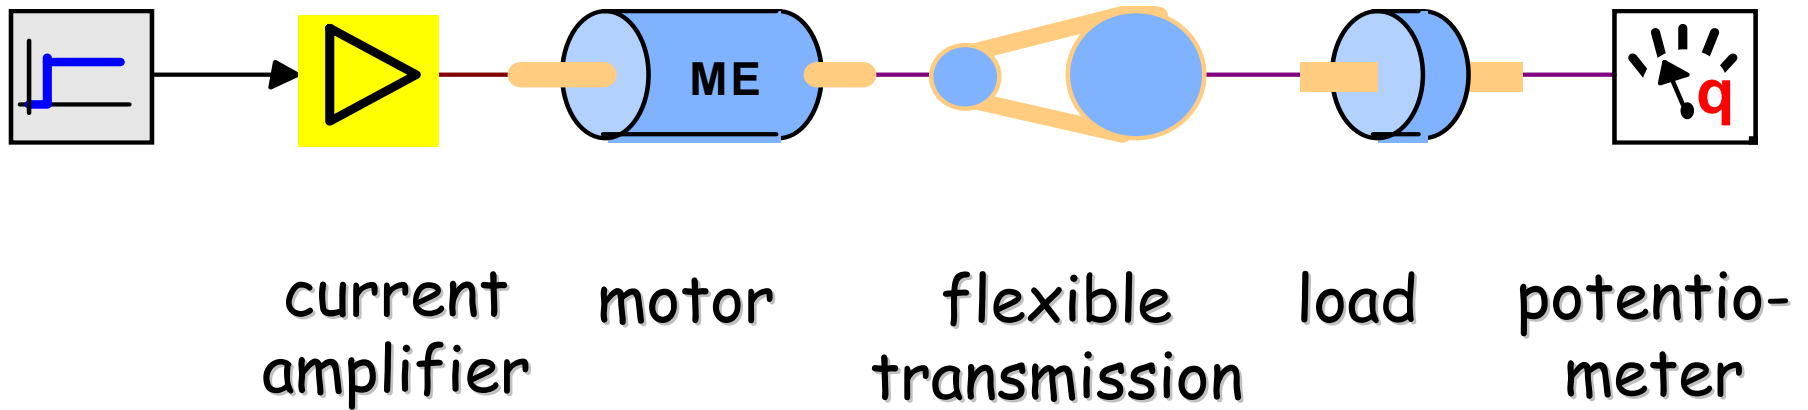 ME
q
current
amplifier
motor
flexible
transmission
load
potentio-
meter